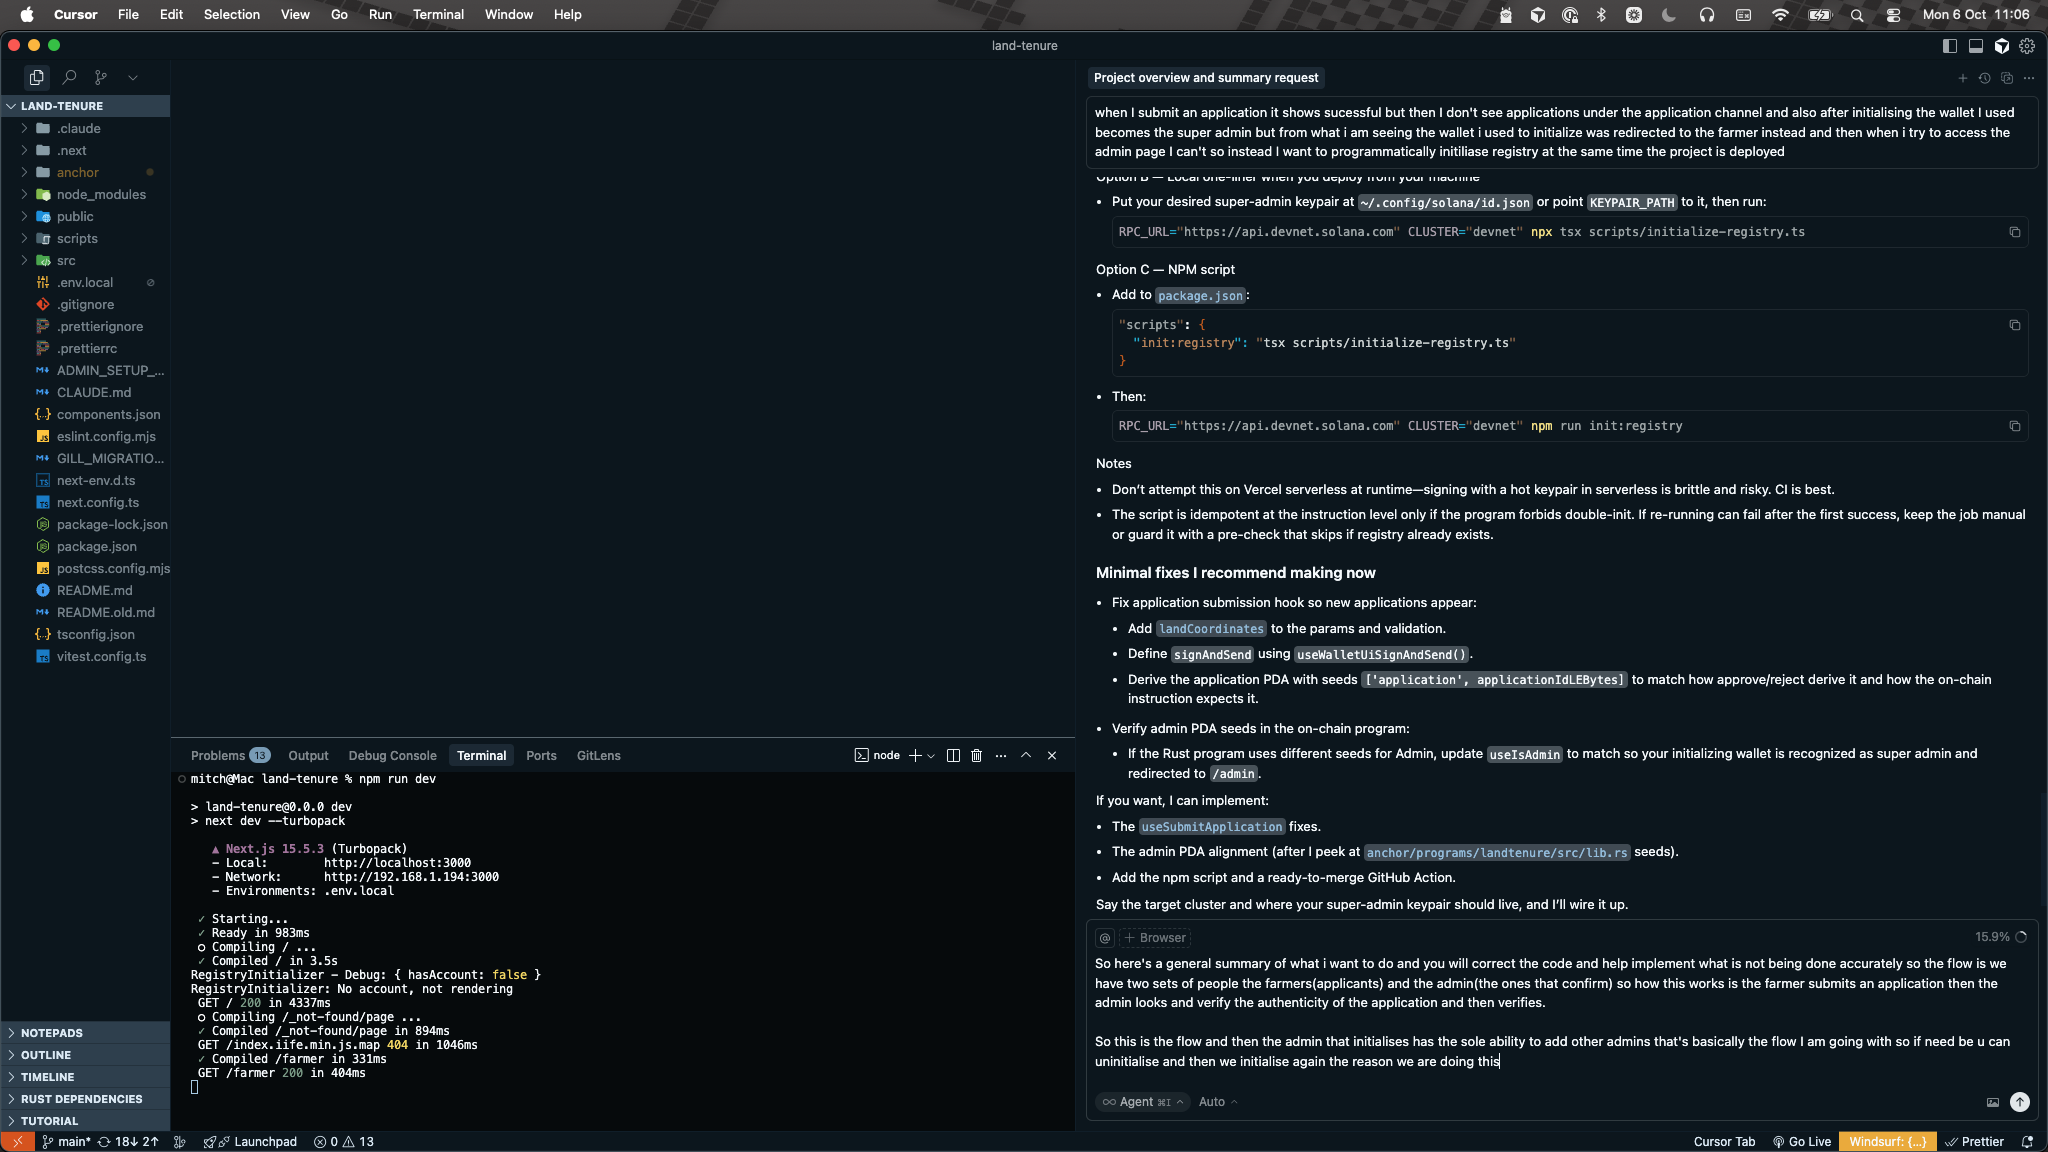 Cursor File Edit Selection View Go Run Terminal Window Help
Mon 6 Oct 11:06
land-tenure
LAND-TENURE
.claude
.next
anchor
node_modules
public
scripts
src
.env.local
.gitignore
.prettierignore
.prettierrc
ADMIN_SETUP_...
CLAUDE.md
components.json
eslint.config.mjs
GILL_MIGRATIO...
next-env.d.ts
next.config.ts
package-lock.json
package.json
postcss.config.mjs
README.md
README.old.md
tsconfig.json
vitest.config.ts
NOTEPADS
OUTLINE
TIMELINE
RUST DEPENDENCIES
TUTORIAL
Problems 13 Output Debug Console Terminal Ports GitLens
node
mitch@Mac land-tenure % npm run dev
> land-tenure@0.0.0 dev
> next dev --turbopack
▲ Next.js 15.5.3 (Turbopack)
- Local: http://localhost:3000
- Network: http://192.168.1.194:3000
- Environments: .env.local
✓ Starting...
✓ Ready in 983ms
○ Compiling / ...
✓ Compiled / in 3.5s
RegistryInitializer - Debug: { hasAccount: false }
RegistryInitializer: No account, not rendering
GET / 200 in 4337ms
○ Compiling /_not-found/page ...
✓ Compiled /_not-found/page in 894ms
GET /index.iife.min.js.map 404 in 1046ms
✓ Compiled /farmer in 331ms
GET /farmer 200 in 404ms
Project overview and summary request
when I submit an application it shows sucessful but then I don't see applications under the application channel and also after initialising the wallet I used
becomes the super admin but from what i am seeing the wallet i used to initialize was redirected to the farmer instead and then when i try to access the
admin page I can't so instead I want to programmatically initiliase registry at the same time the project is deployed
Option B — Local one-liner when you deploy from your machine
• Put your desired super-admin keypair at ~/.config/solana/id.json or point KEYPAIR_PATH to it, then run:
RPC_URL="https://api.devnet.solana.com" CLUSTER="devnet" npx tsx scripts/initialize-registry.ts
Option C — NPM script
• Add to package.json:
"scripts": {
"init:registry": "tsx scripts/initialize-registry.ts"
}
• Then:
RPC_URL="https://api.devnet.solana.com" CLUSTER="devnet" npm run init:registry
Notes
• Don't attempt this on Vercel serverless at runtime—signing with a hot keypair in serverless is brittle and risky. CI is best.
• The script is idempotent at the instruction level only if the program forbids double-init. If re-running can fail after the first success, keep the job manual
or guard it with a pre-check that skips if registry already exists.
Minimal fixes I recommend making now
• Fix application submission hook so new applications appear:
• Add landCoordinates to the params and validation.
• Define signAndSend using useWalletUiSignAndSend().
• Derive the application PDA with seeds ['application', applicationIdLEBytes] to match how approve/reject derive it and how the on-chain
instruction expects it.
• Verify admin PDA seeds in the on-chain program:
• If the Rust program uses different seeds for Admin, update useIsAdmin to match so your initializing wallet is recognized as super admin and
redirected to /admin.
If you want, I can implement:
• The useSubmitApplication fixes.
• The admin PDA alignment (after I peek at anchor/programs/landtenure/src/lib.rs seeds).
• Add the npm script and a ready-to-merge GitHub Action.
Say the target cluster and where your super-admin keypair should live, and I'll wire it up.
@ + Browser
15.9%
So here's a general summary of what i want to do and you will correct the code and help implement what is not being done accurately so the flow is we
have two sets of people the farmers(applicants) and the admin(the ones that confirm) so how this works is the farmer submits an application then the
admin looks and verify the authenticity of the application and then verifies.
So this is the flow and then the admin that initialises has the sole ability to add other admins that's basically the flow I am going with so if need be u can
uninitialise and then we initialise again the reason we are doing this
Agent ⌘I Auto
main* 18↓ 2↑ Launchpad 0 13
Cursor Tab Go Live Windsurf: {...} Prettier